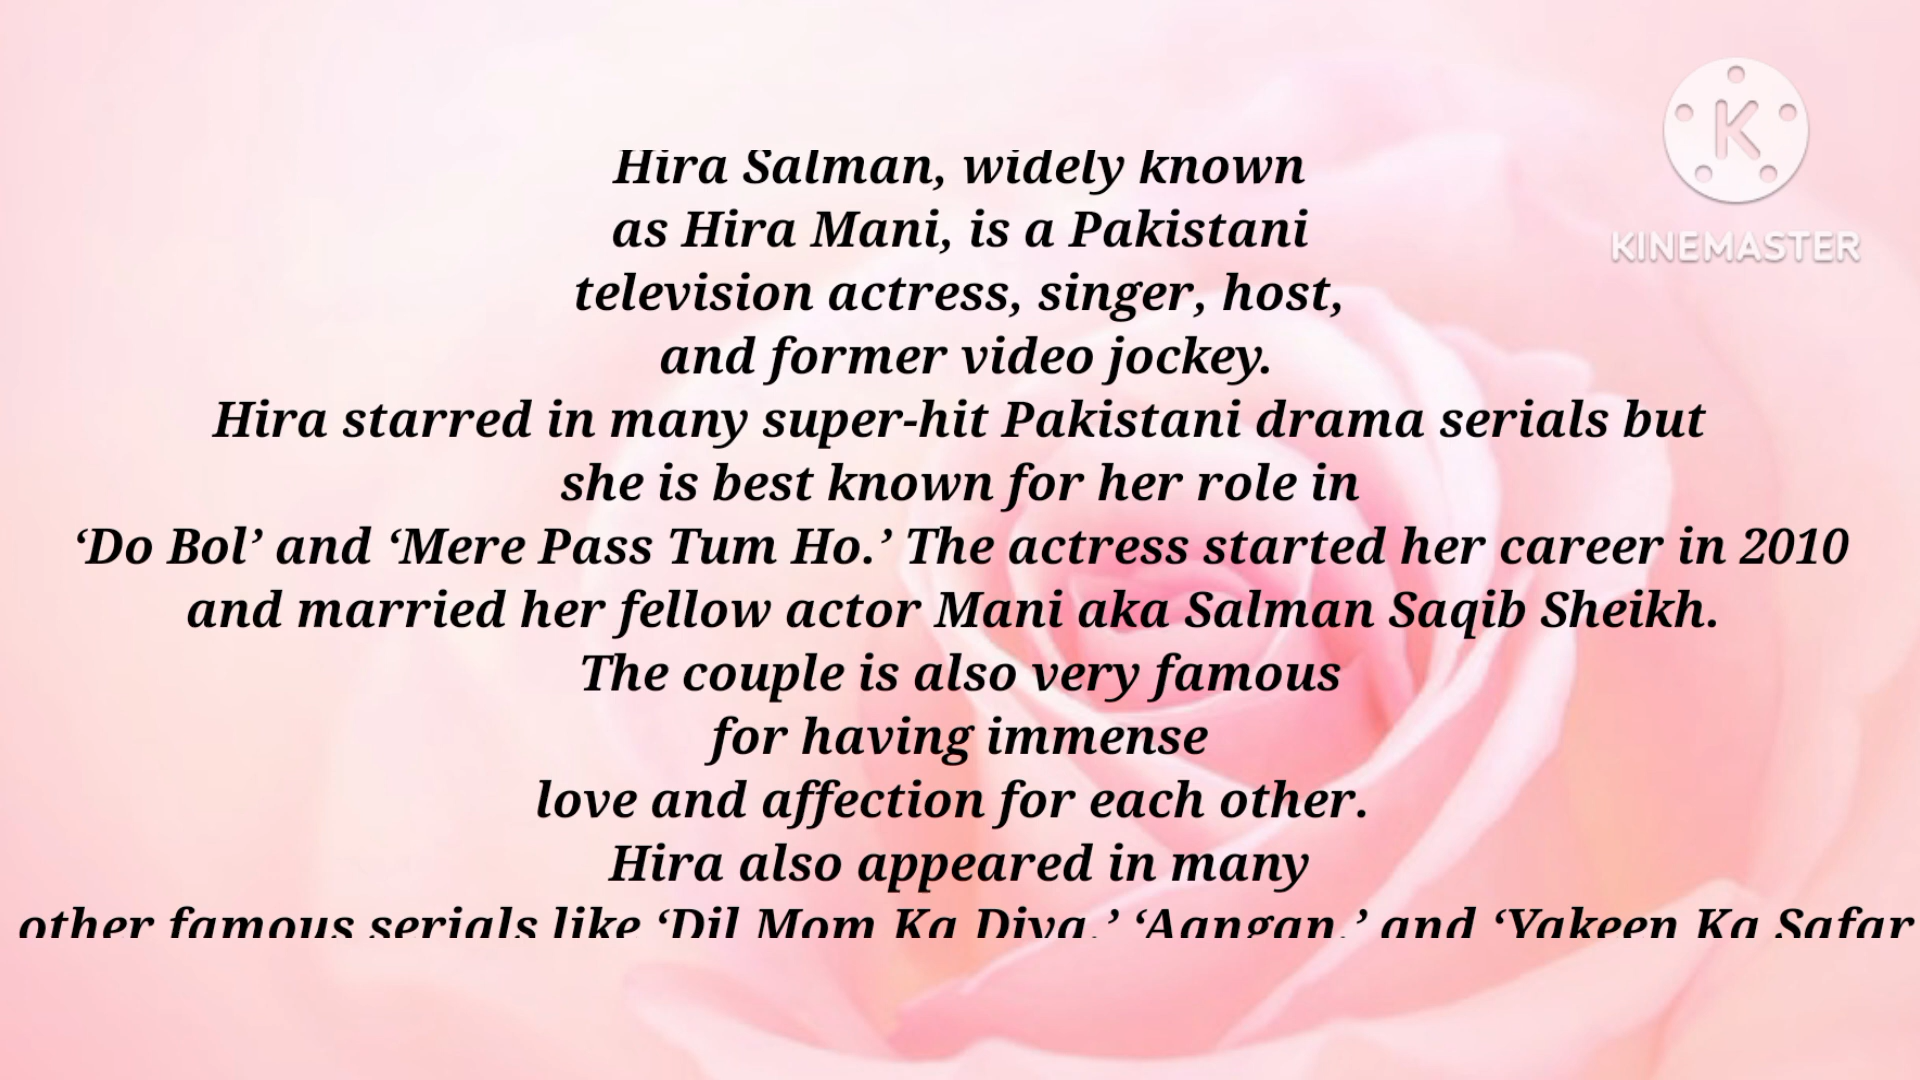 Hira Salman, widely known
as Hira Mani, is a Pakistani
television actress, singer, host,
and former video jockey.
Hira starred in many super-hit Pakistani drama serials but
she is best known for her role in
‘Do Bol’ and ‘Mere Pass Tum Ho.’ The actress started her career in 2010
and married her fellow actor Mani aka Salman Saqib Sheikh.
The couple is also very famous
for having immense
love and affection for each other.
Hira also appeared in many
other famous serials like ‘Dil Mom Ka Diya,’ ‘Aangan,’ and ‘Yakeen Ka Safar
K
KINEMASTER